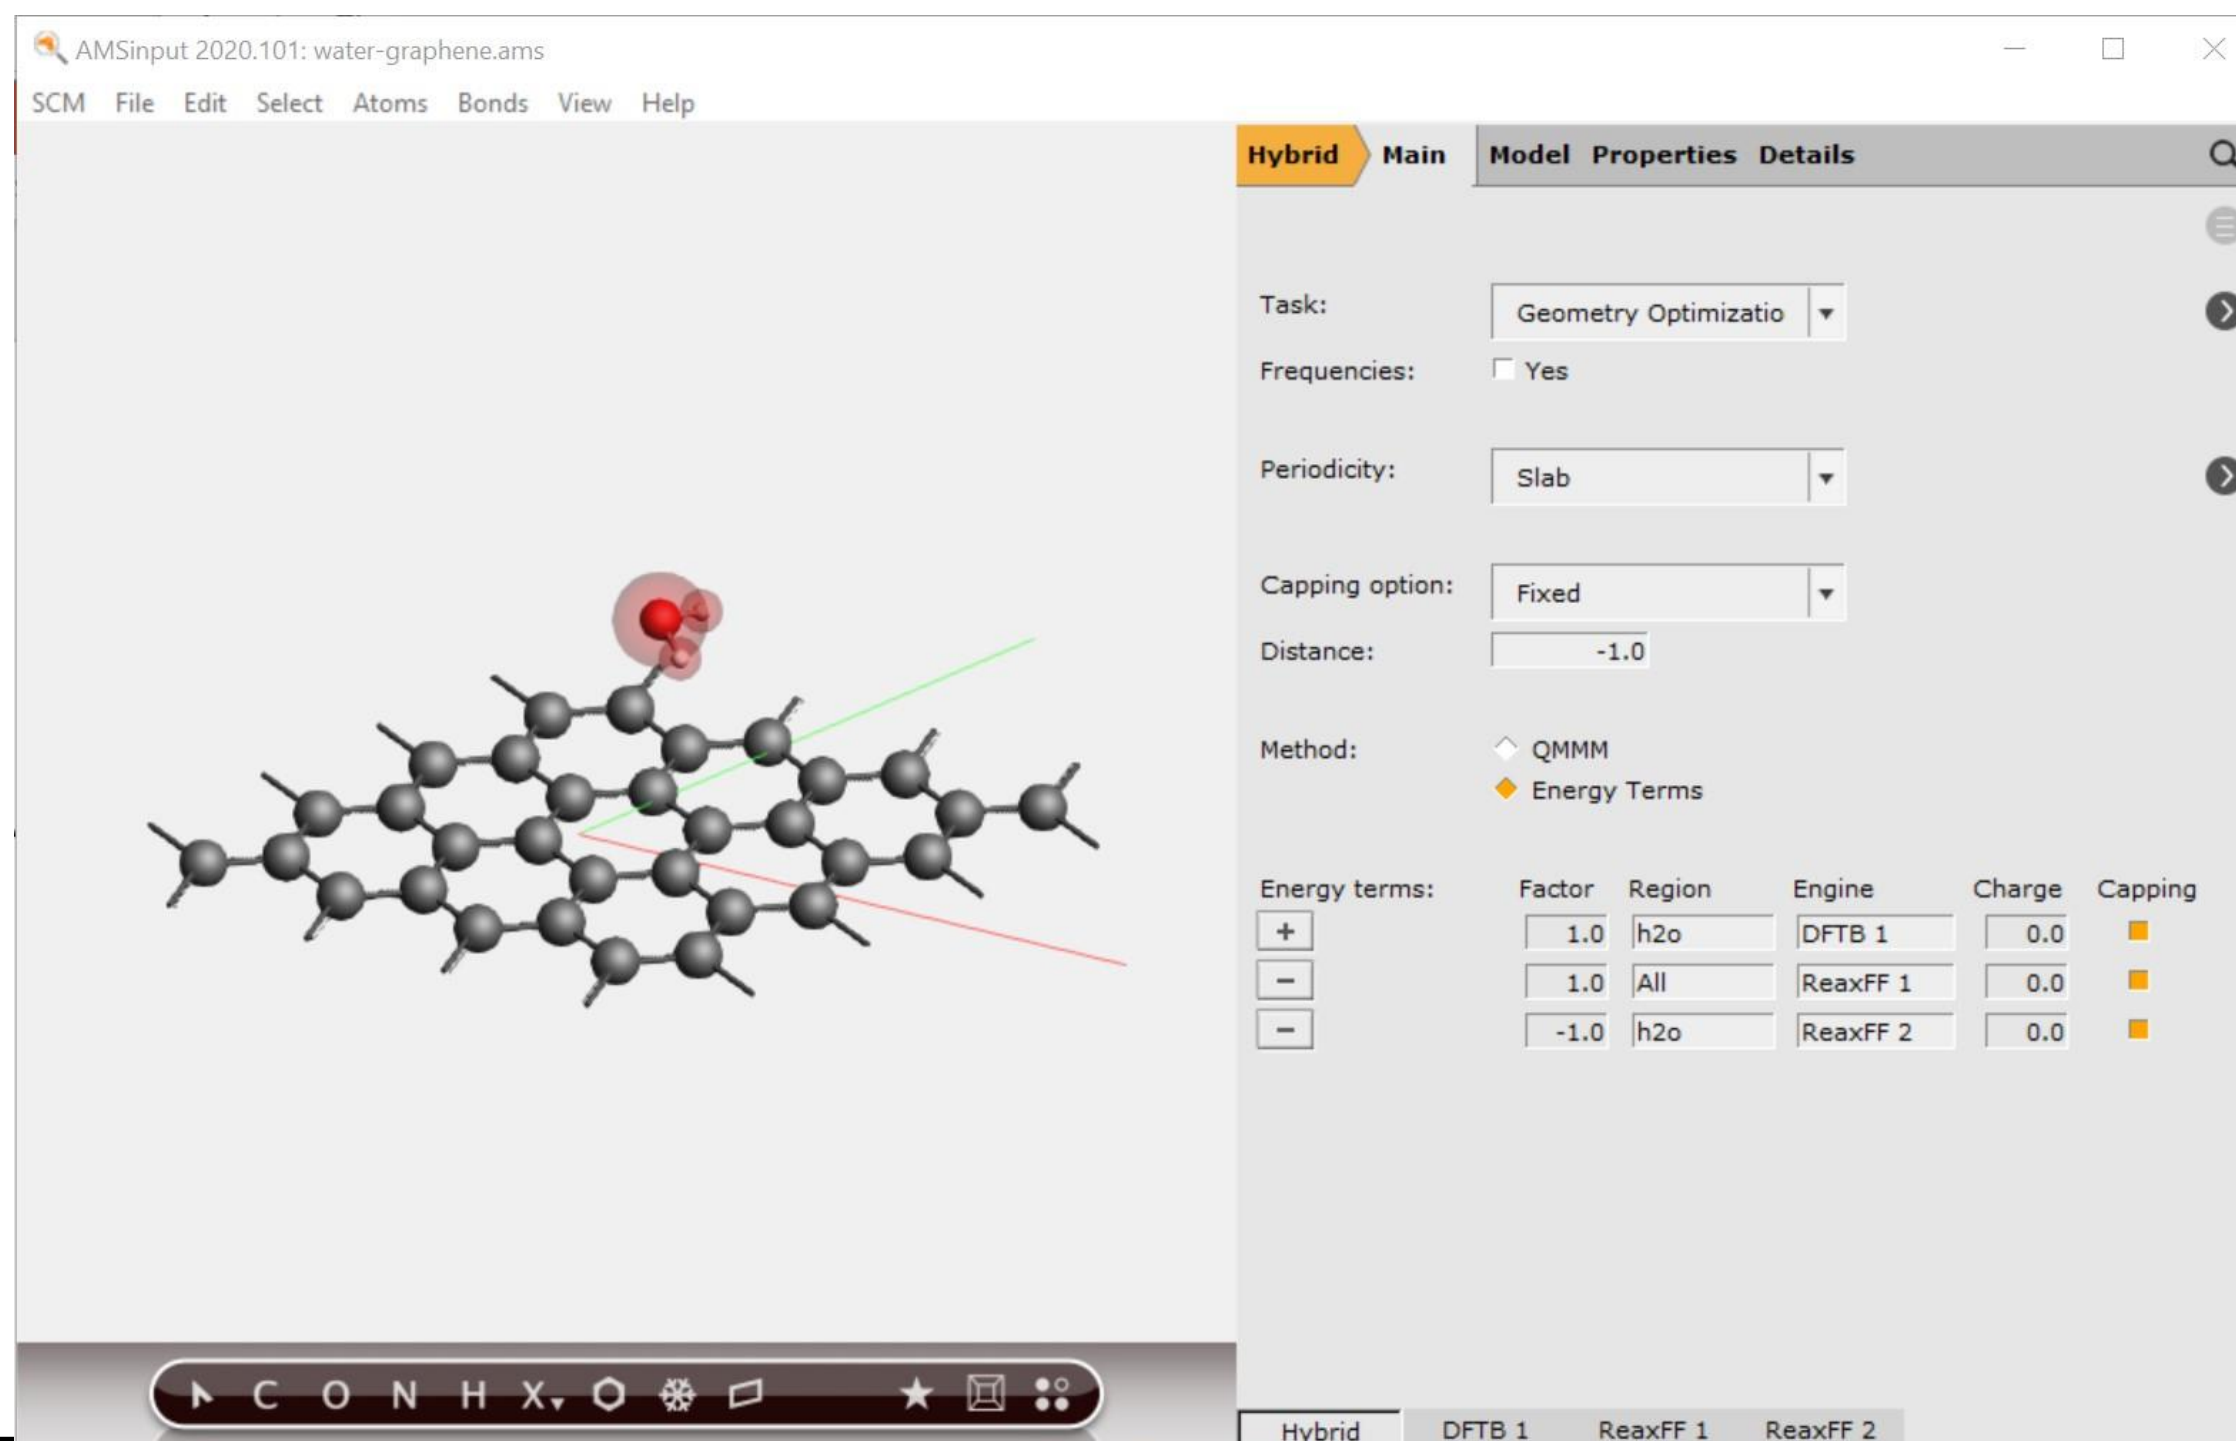 AMSinput 2020.101: water-graphene.ams
SCM File Edit Select Atoms Bonds View Help
Hybrid Main Model Properties Details
Task: Geometry Optimizatio
Frequencies: Yes
Periodicity: Slab
Capping option: Fixed
Distance: -1.0
Method: QMMM
Energy Terms
Energy terms: Factor Region Engine Charge Capping
+ 1.0 h2o DFTB 1 0.0
- 1.0 All ReaxFF 1 0.0
- -1.0 h2o ReaxFF 2 0.0
C O N H X
Hybrid DFTB 1 ReaxFF 1 ReaxFF 2